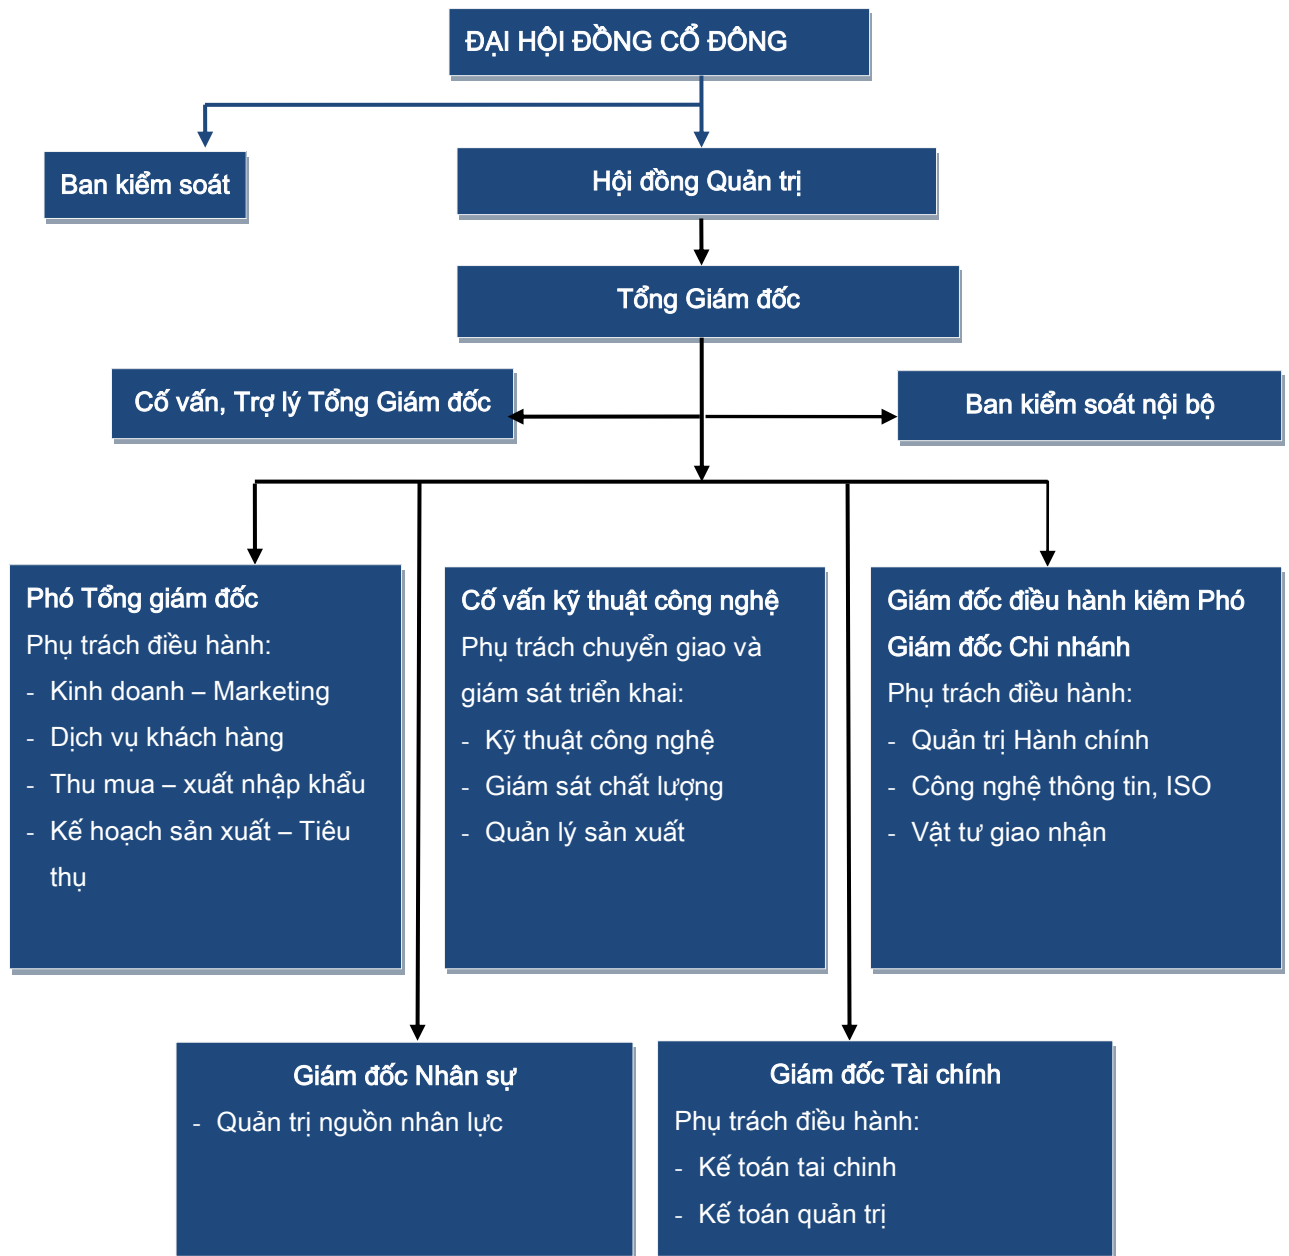 ĐẠI HỘI ĐỒNG CỔ ĐÔNG
Ban kiểm soát
Hội đồng Quản trị
Tổng Giám đốc
Cố vấn, Trợ lý Tổng Giám đốc
Ban kiểm soát nội bộ
Phó Tổng giám đốc
Phụ trách điều hành:
- Kinh doanh – Marketing
- Dịch vụ khách hàng
- Thu mua – xuất nhập khẩu
- Kế hoạch sản xuất – Tiêu
thụ
Cố vấn kỹ thuật công nghệ
Phụ trách chuyển giao và
giám sát triển khai:
- Kỹ thuật công nghệ
- Giám sát chất lượng
- Quản lý sản xuất
Giám đốc điều hành kiêm Phó
Giám đốc Chi nhánh
Phụ trách điều hành:
- Quản trị Hành chính
- Công nghệ thông tin, ISO
- Vật tư giao nhận
Giám đốc Nhân sự
- Quản trị nguồn nhân lực
Giám đốc Tài chính
Phụ trách điều hành:
- Kế toán tai chinh
- Kế toán quản trị